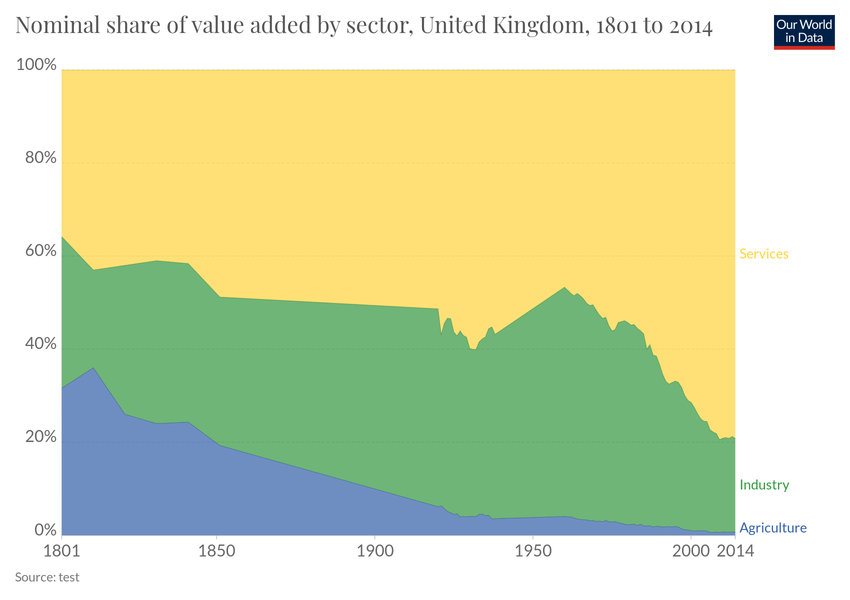 Nominal share of value added by sector, United Kingdom, 1801 to 2014
Our World
in Data
100%
80%
60%
40%
20%
0%
Services
Industry
Agriculture
1801 1850 1900 1950 2000 2014
Source: test